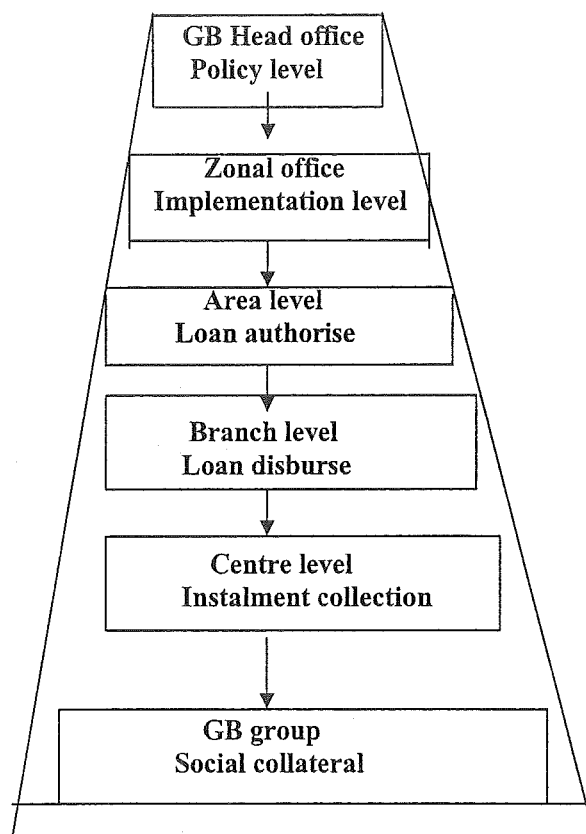 GB Head office
Policy level
Zonal office
Implementation level
Area level
Loan authorise
Branch level
Loan disburse
Centre level
Instalment collection
GB group
Social collateral